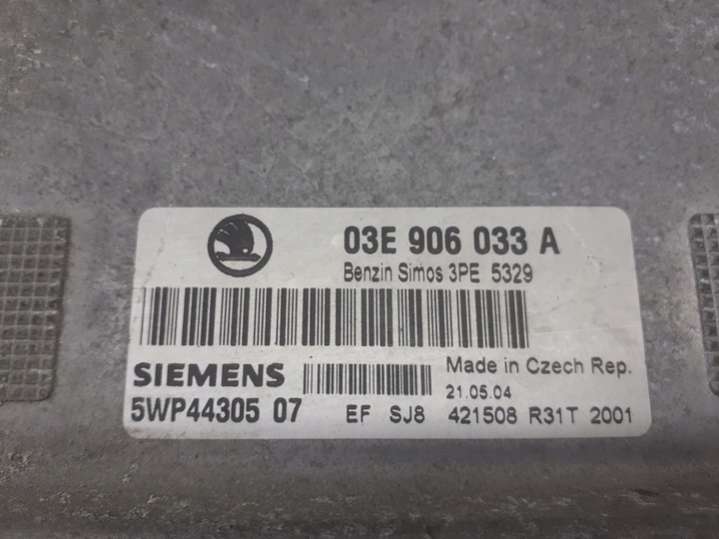 03E 906 033 A
Benzin Simos 3PE 5329
SIEMENS
Made in Czech Rep.
21.05.04
5WP44305 07 EF SJ8 421508 R31T 2001